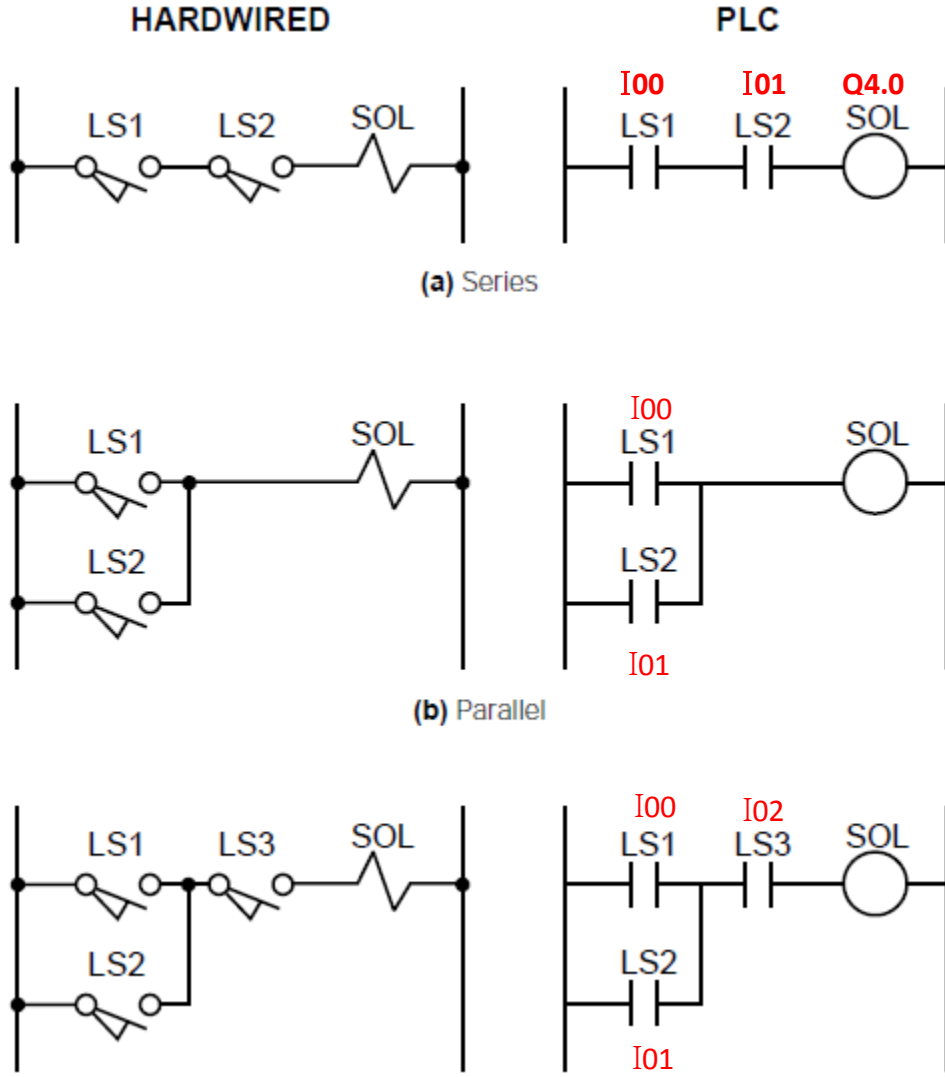 HARDWIRED PLC
I00 I01 Q4.0
LS1 LS2 SOL LS1 LS2 SOL
(a) Series
I00
LS1 SOL LS1 SOL
LS2 LS2
I01
(b) Parallel
I00 I02
LS1 LS3 SOL LS1 LS3 SOL
LS2 LS2
I01